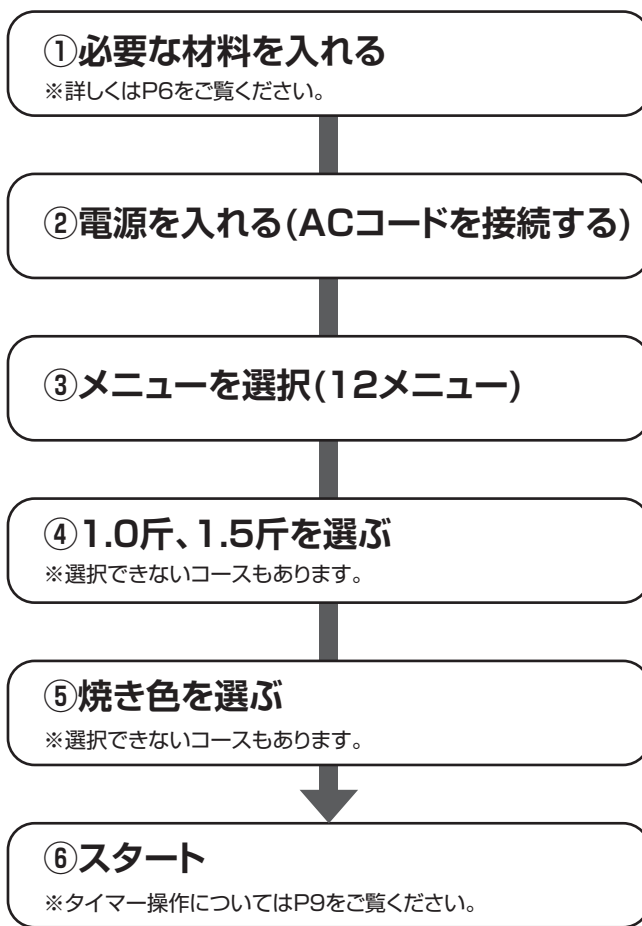 ①必要な材料を入れる
※詳しくはP6をご覧ください。
②電源を入れる(ACコードを接続する)
③メニューを選択(12メニュー)
④1.0斤、1.5斤を選ぶ
※選択できないコースもあります。
⑤焼き色を選ぶ
※選択できないコースもあります。
⑥スタート
※タイマー操作についてはP9をご覧ください。